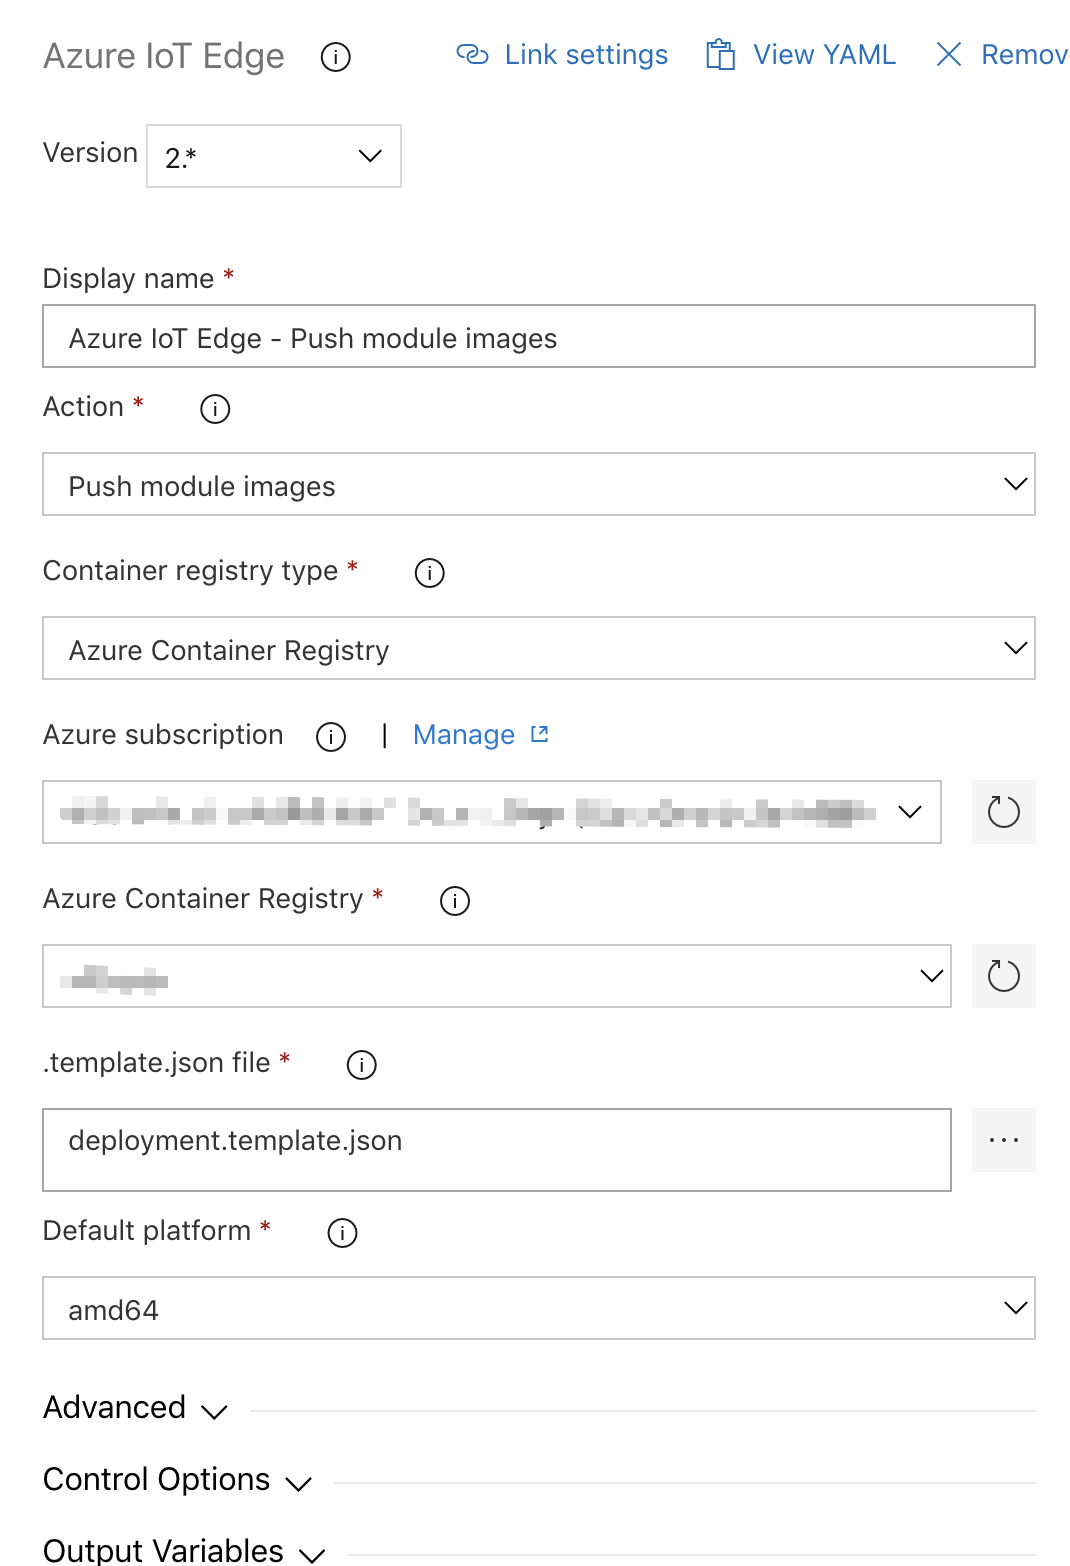 Azure IoT Edge Link settings View YAML Remov
Version 2.*
Display name *
Azure IoT Edge - Push module images
Action *
Push module images
Container registry type *
Azure Container Registry
Azure subscription | Manage
Azure Container Registry *
.template.json file *
deployment.template.json
...
Default platform *
amd64
Advanced
Control Options
Output Variables